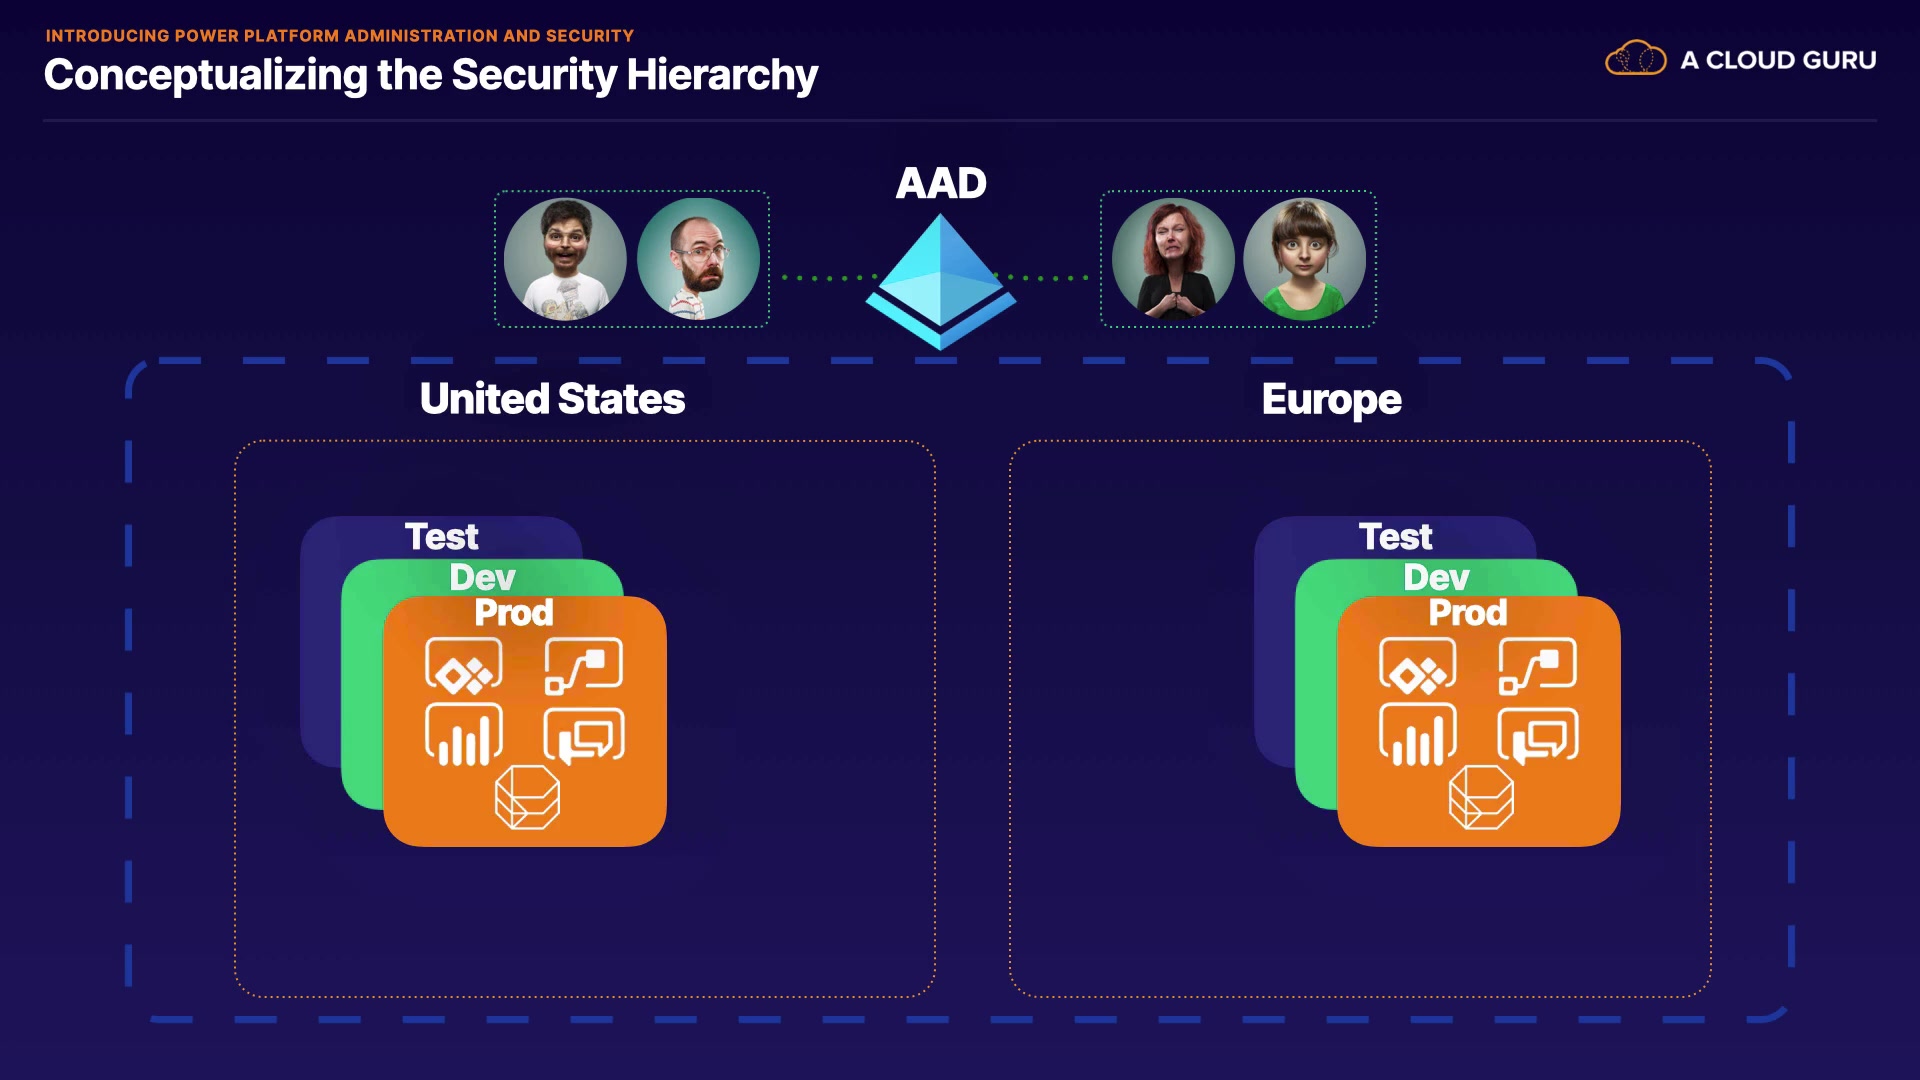 INTRODUCING POWER PLATFORM ADMINISTRATION AND SECURITY
Conceptualizing the Security Hierarchy
A CLOUD GURU
AAD
United States
Europe
Test
Dev
Prod
Test
Dev
Prod